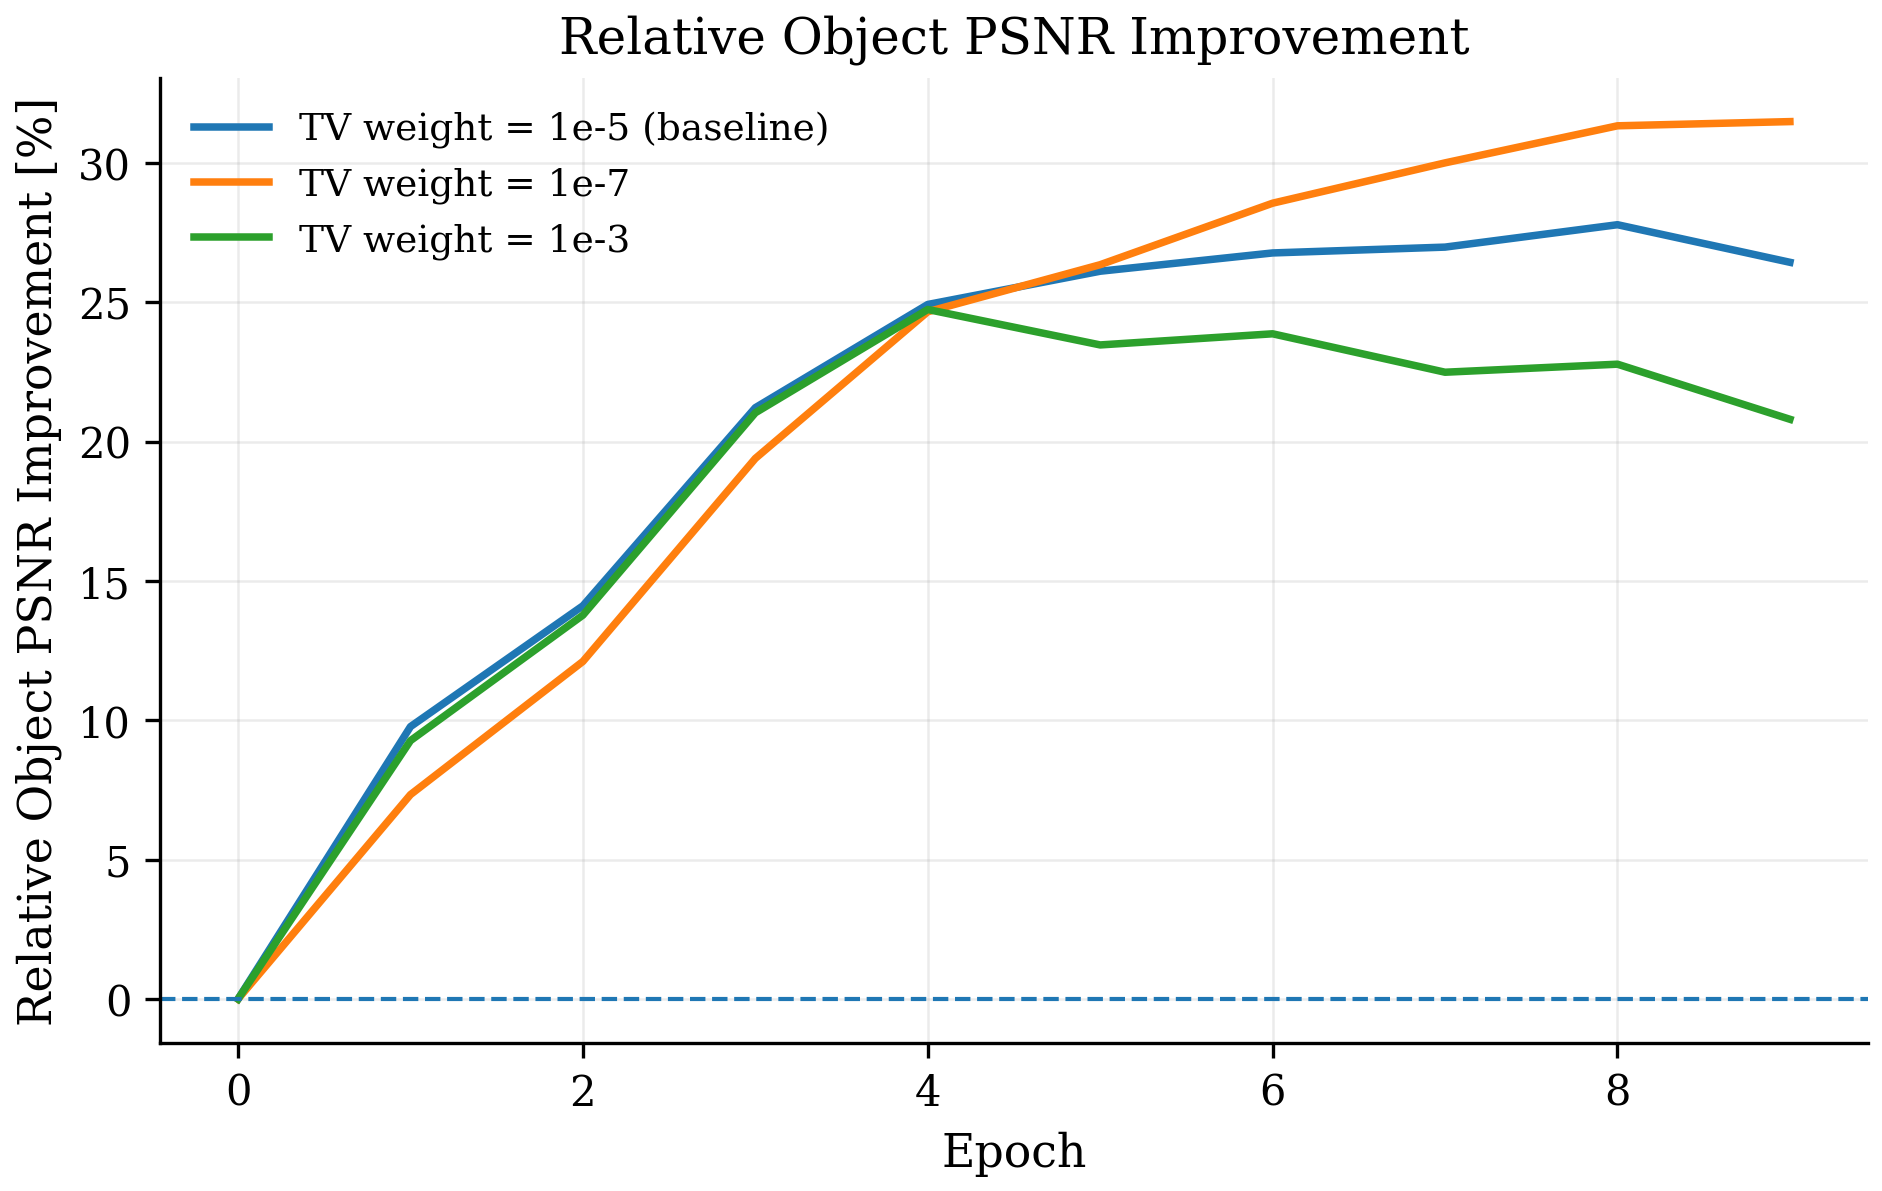 Relative Object PSNR Improvement
Relative Object PSNR Improvement [%]
TV weight = 1e-5 (baseline)
TV weight = 1e-7
TV weight = 1e-3
30
25
20
15
10
5
0
0 2 4 6 8
Epoch